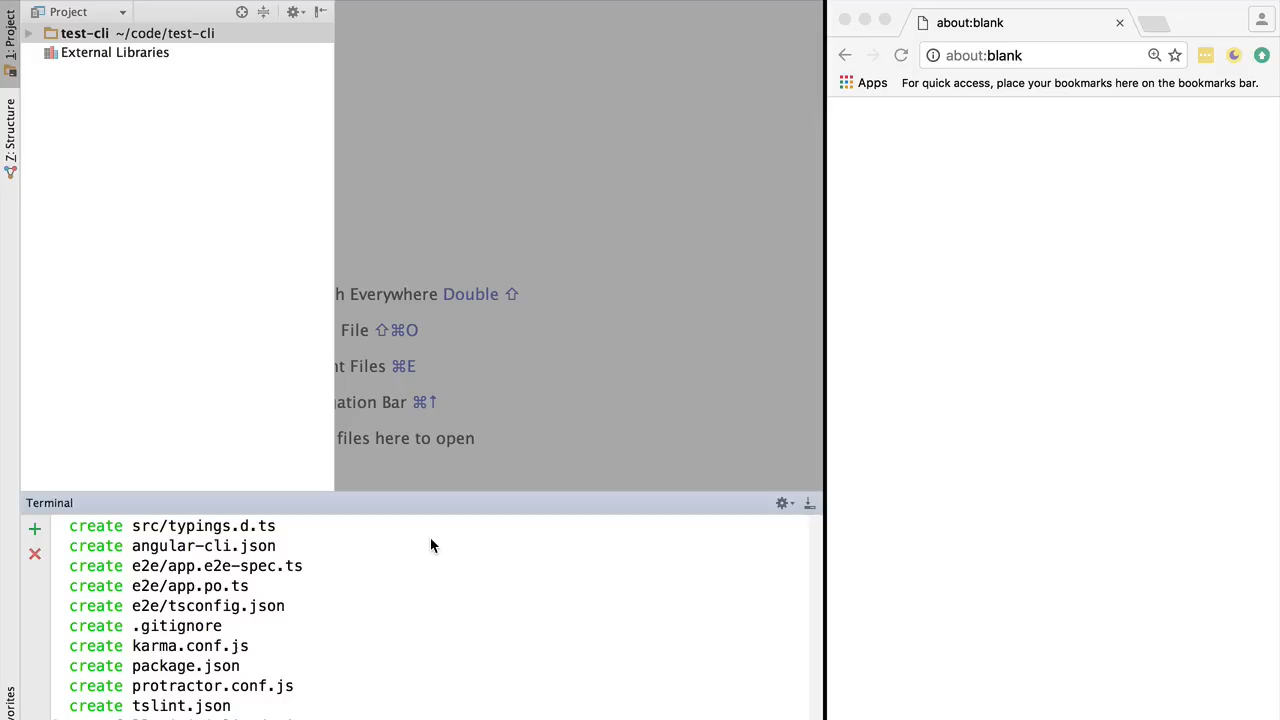 1: Project
Z: Structure
vorites
Project
test-cli ~/code/test-cli
External Libraries
h Everywhere Double ⇧
File ⇧⌘O
nt Files ⌘E
gation Bar ⌘↑
files here to open
Terminal
create src/typings.d.ts
create angular-cli.json
create e2e/app.e2e-spec.ts
create e2e/app.po.ts
create e2e/tsconfig.json
create .gitignore
create karma.conf.js
create package.json
create protractor.conf.js
create tslint.json
about:blank
about:blank
Apps For quick access, place your bookmarks here on the bookmarks bar.